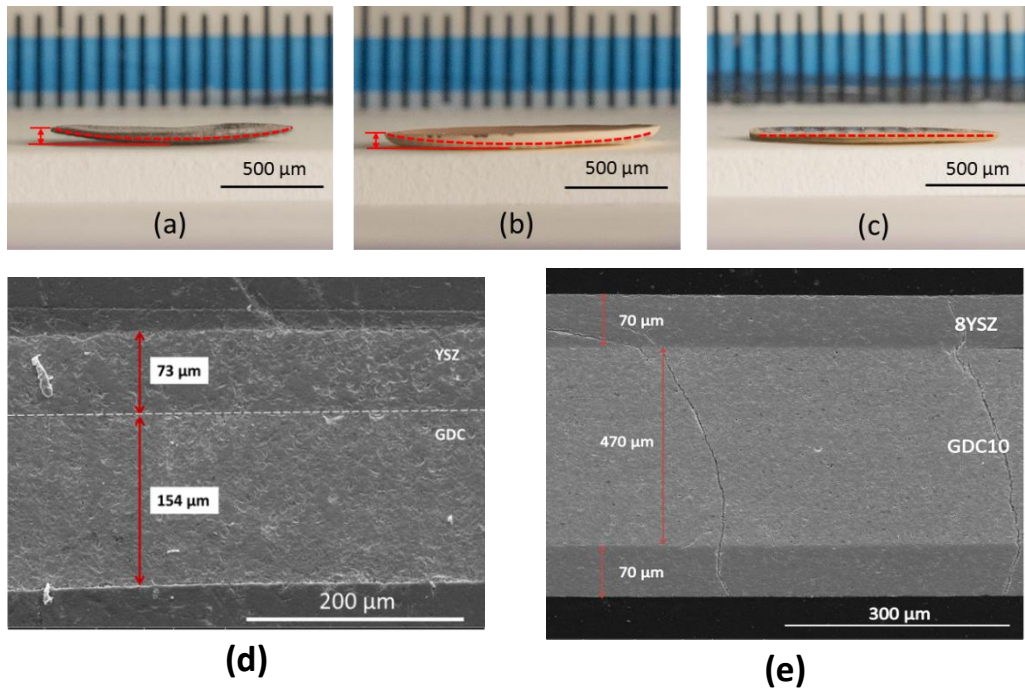 500 µm
500 µm
500 µm
(a)
(b)
(c)
YSZ
73 µm
GDC
154 µm
200 µm
(d)
70 µm
8YSZ
470 µm
GDC10
70 µm
300 µm
(e)